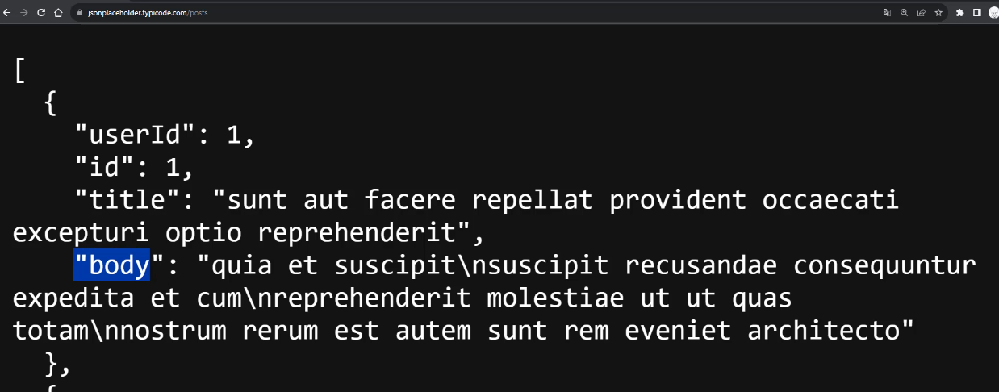 jsonplaceholder.typicode.com/posts
[
{
"userId": 1,
"id": 1,
"title": "sunt aut facere repellat provident occaecati
excepturi optio reprehenderit",
"body": "quia et suscipit\nsuscipit recusandae consequuntur
expedita et cum\nreprehenderit molestiae ut ut quas
totam\nnostrum rerum est autem sunt rem eveniet architecto"
},
{